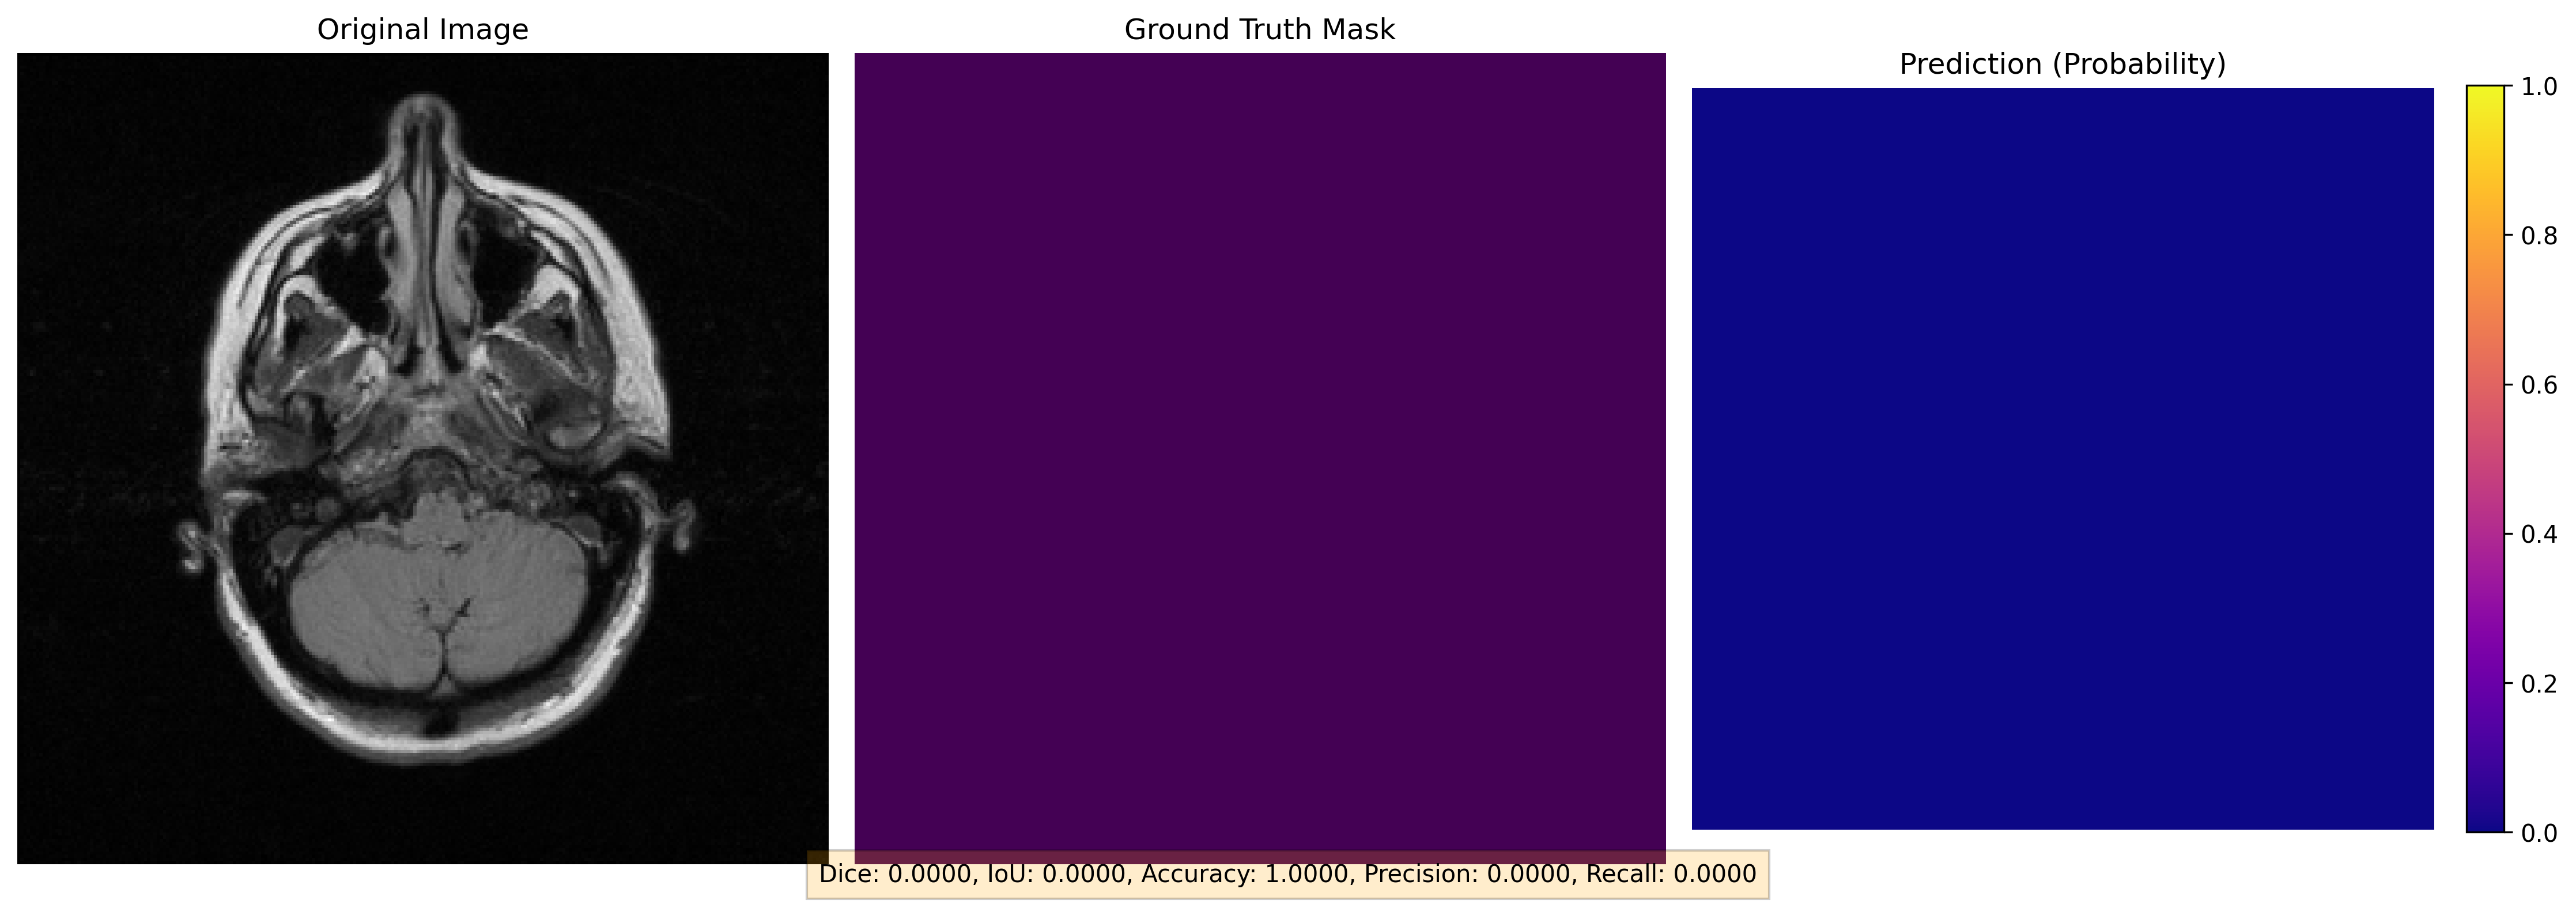 Original Image
Ground Truth Mask
Prediction (Probability)
1.0
0.8
0.6
0.4
0.2
0.0
Dice: 0.0000, IoU: 0.0000, Accuracy: 1.0000, Precision: 0.0000, Recall: 0.0000